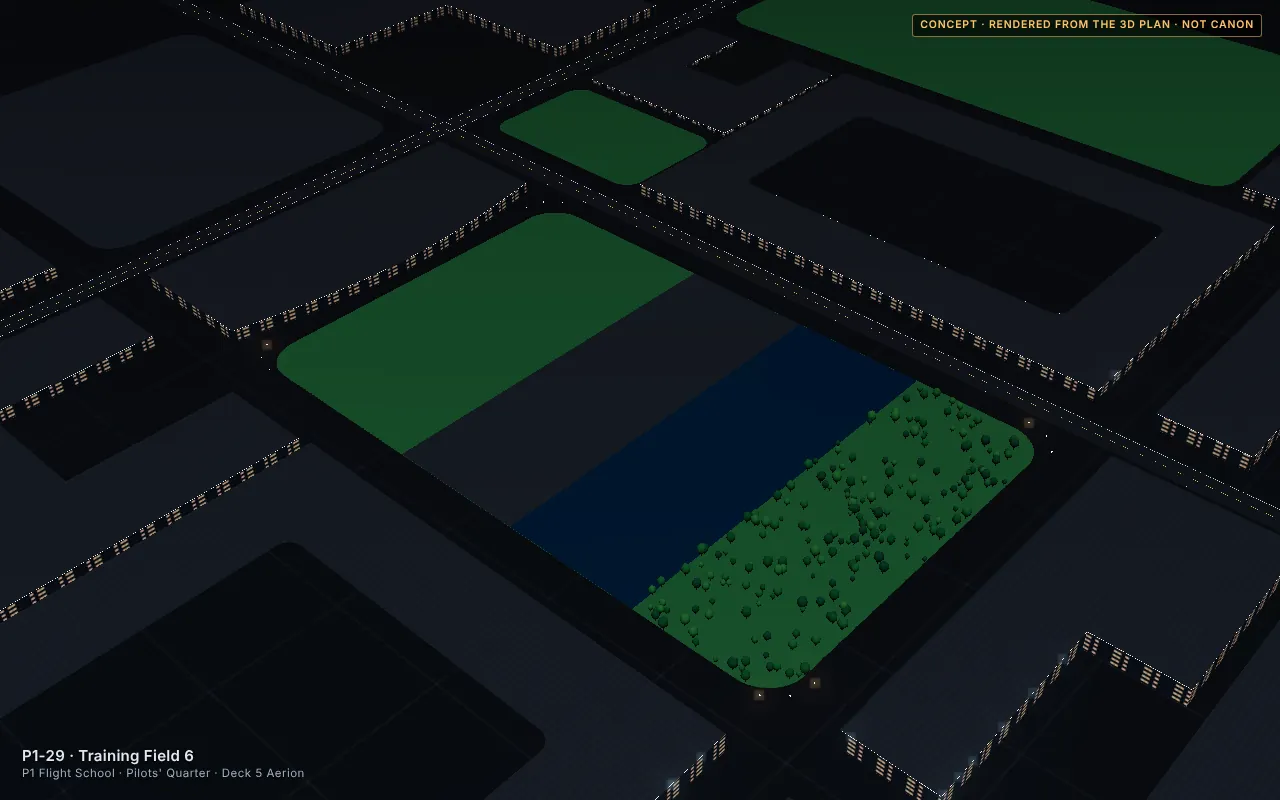 CONCEPT · RENDERED FROM THE 3D PLAN · NOT CANON
P1-29 · Training Field 6
P1 Flight School · Pilots' Quarter · Deck 5 Aerion